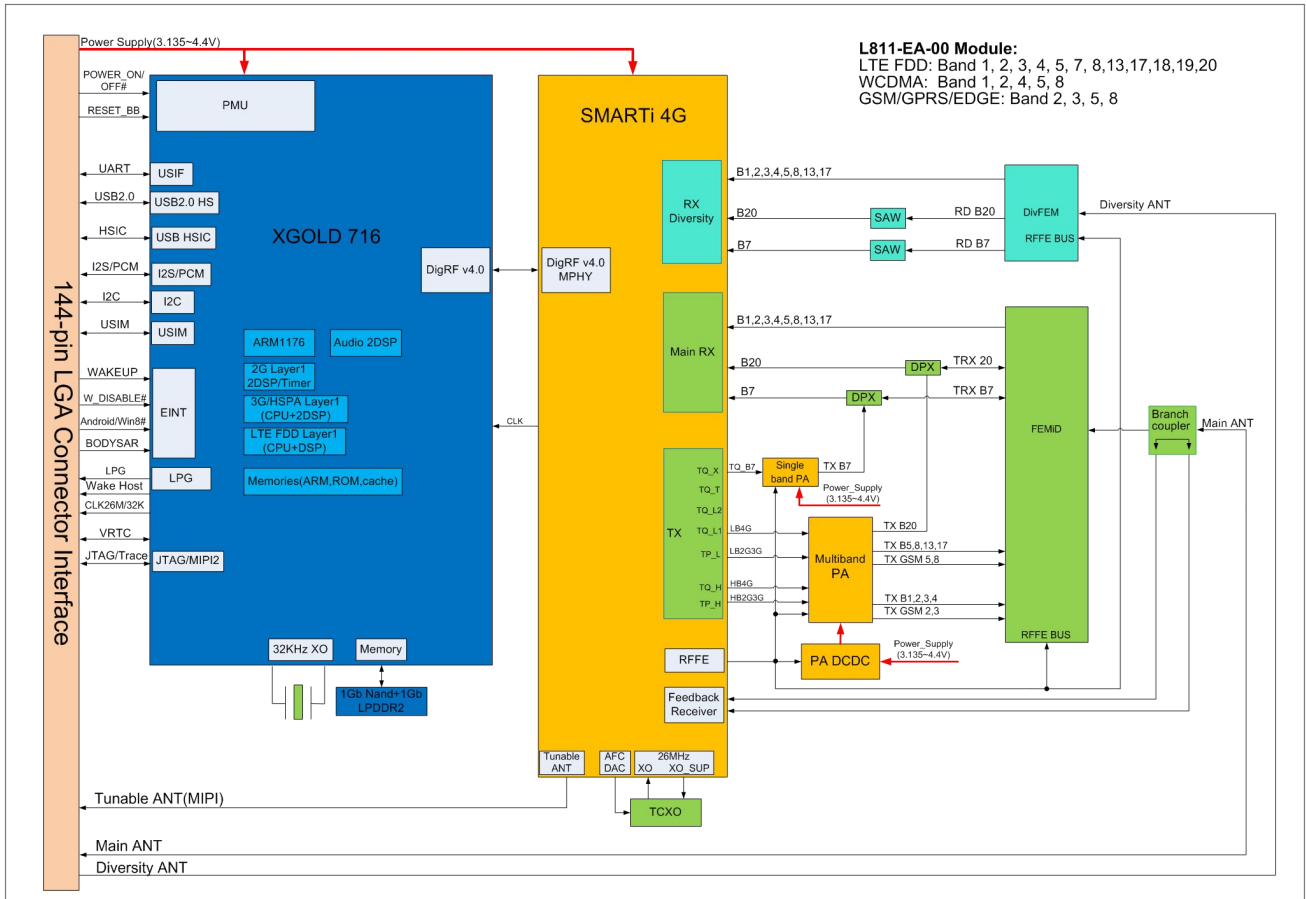 Power Supply(3.135~4.4V)
L811-EA-00 Module:
LTE FDD: Band 1, 2, 3, 4, 5, 7, 8,13,17,18,19,20
WCDMA: Band 1, 2, 4, 5, 8
GSM/GPRS/EDGE: Band 2, 3, 5, 8
144-pin LGA Connector Interface
POWER_ON/
OFF#
RESET_BB
UART
USB2.0
HSIC
I2S/PCM
I2C
USIM
WAKEUP
W_DISABLE#
Android/Win8#
BODYSAR
LPG
Wake Host
CLK26M/32K
VRTC
JTAG/Trace
PMU
USIF
USB2.0 HS
USB HSIC
I2S/PCM
I2C
USIM
EINT
LPG
JTAG/MIPI2
XGOLD 716
DigRF v4.0
ARM1176
Audio 2DSP
2G Layer1
2DSP/Timer
3G/HSPA Layer1
(CPU+2DSP)
LTE FDD Layer1
(CPU+DSP)
Memories(ARM,ROM,cache)
32KHz XO
Memory
1Gb Nand+1Gb
LPDDR2
CLK
SMARTi 4G
DigRF v4.0
MPHY
RX
Diversity
Main RX
TX
TQ_X
TQ_T
TQ_L2
TQ_L1
TP_L
TQ_H
TP_H
RFFE
Feedback
Receiver
Tunable
ANT
AFC
DAC
26MHz
XO XO_SUP
TCXO
B1,2,3,4,5,8,13,17
B20
SAW
RD B20
B7
SAW
RD B7
DivFEM
RFFE BUS
Diversity ANT
B1,2,3,4,5,8,13,17
B20
DPX
TRX 20
B7
DPX
TRX B7
FEMiD
RFFE BUS
Branch
coupler
Main ANT
TQ_B7
Single
band PA
TX B7
Power_Supply
(3.135~4.4V)
LB4G
LB2G3G
HB4G
HB2G3G
Multiband
PA
TX B20
TX B5,8,13,17
TX GSM 5,8
TX B1,2,3,4
TX GSM 2,3
PA DCDC
Power_Supply
(3.135~4.4V)
Tunable ANT(MIPI)
Main ANT
Diversity ANT